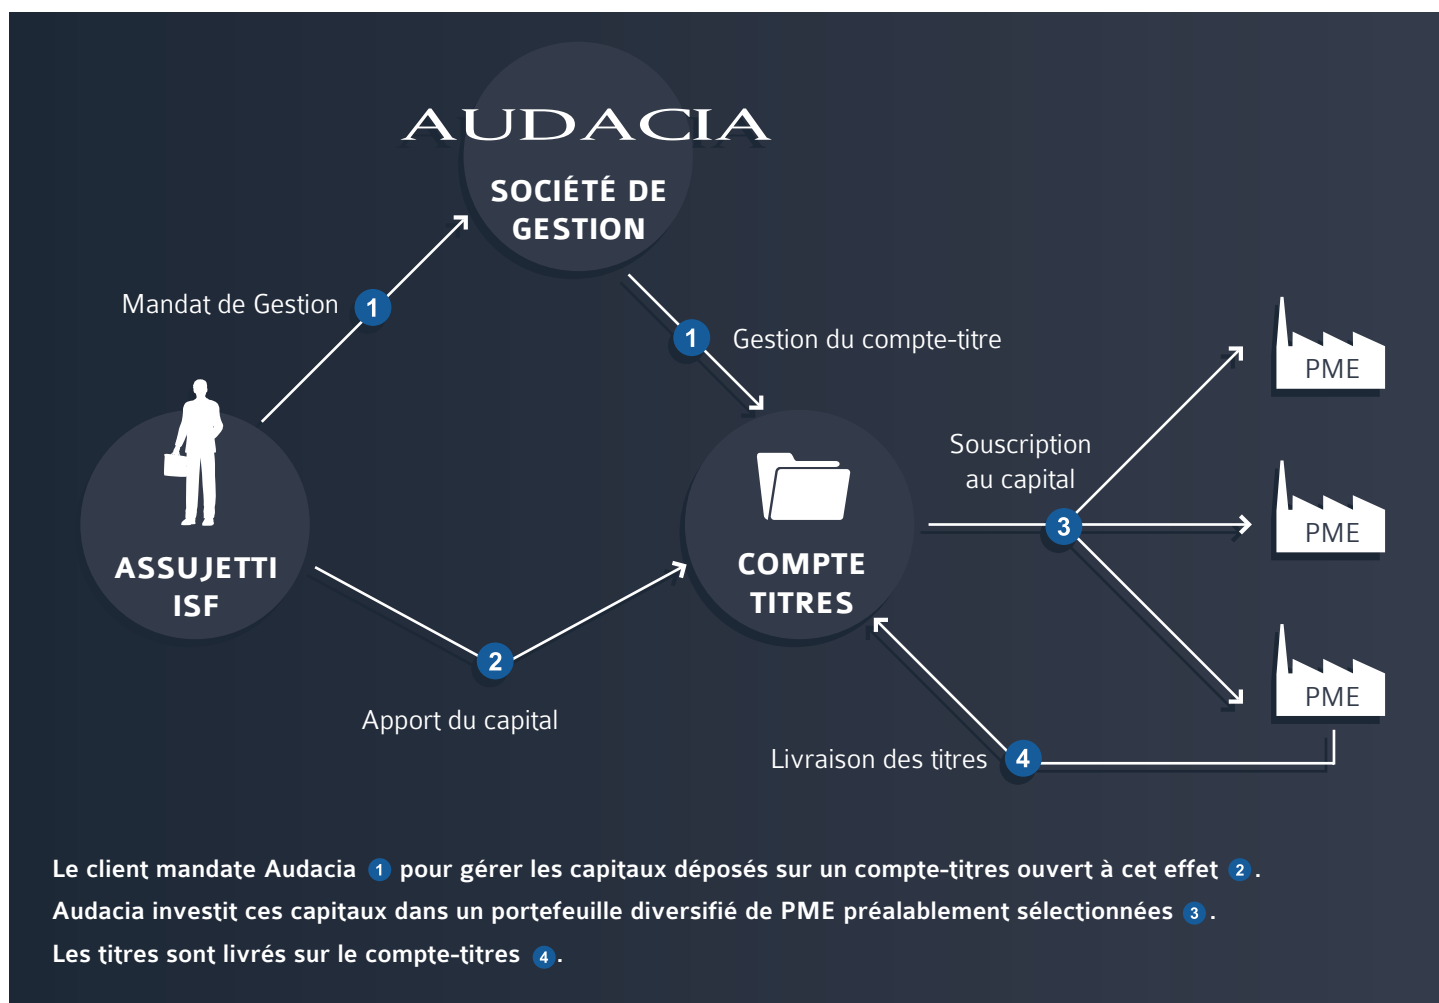 AUDACIA
SOCIÉTÉ DE
GESTION
Mandat de Gestion 1
1 Gestion du compte-titre
PME
Souscription
au capital
3
PME
COMPTE
TITRES
ASSUJETTI
ISF
2
Apport du capital
PME
Livraison des titres 4
Le client mandate Audacia 1 pour gérer les capitaux déposés sur un compte-titres ouvert à cet effet 2.
Audacia investit ces capitaux dans un portefeuille diversifié de PME préalablement sélectionnées 3.
Les titres sont livrés sur le compte-titres 4.